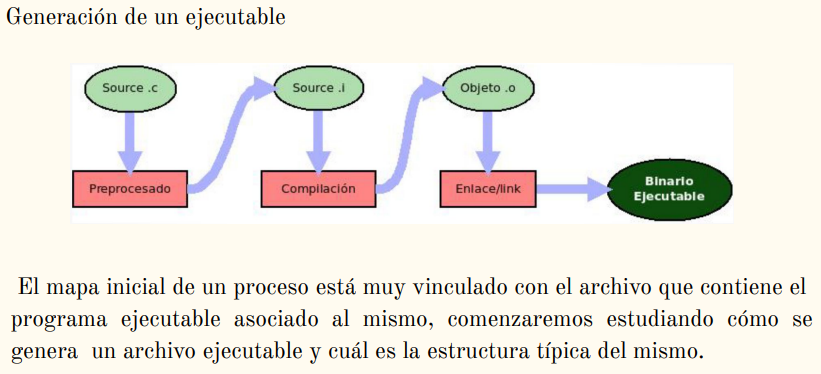 Generación de un ejecutable
Source .c
Source .i
Objeto .o
Preprocesado
Compilación
Enlace/link
Binario
Ejecutable
El mapa inicial de un proceso está muy vinculado con el archivo que contiene el
programa ejecutable asociado al mismo, comenzaremos estudiando cómo se
genera un archivo ejecutable y cuál es la estructura típica del mismo.